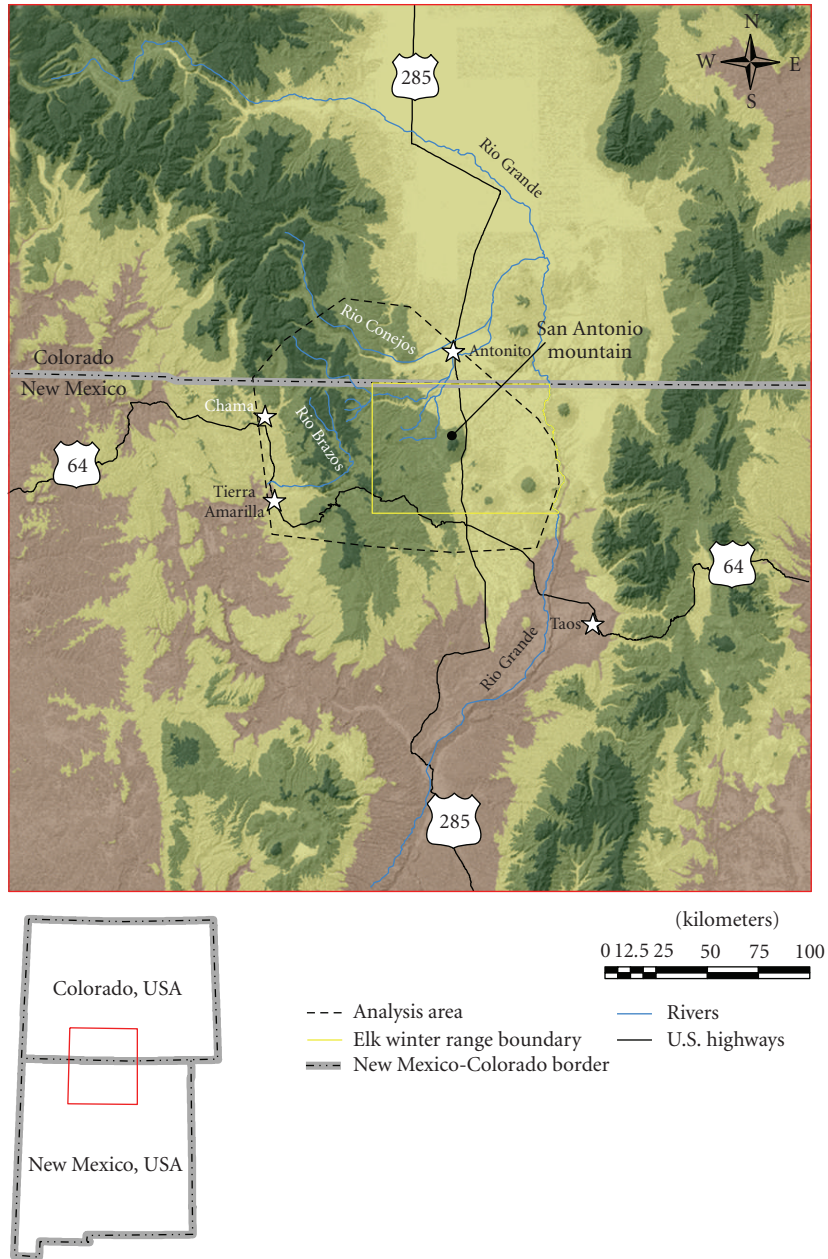 N
W E
S
285
Rio Grande
Rio Conejos
Antonito
San Antonio
mountain
Colorado
New Mexico
Chama
Rio Brazos
64
Tierra
Amarilla
64
Taos
Rio Grande
285
(kilometers)
0 12.5 25 50 75 100
Colorado, USA
New Mexico, USA
Analysis area
Elk winter range boundary
New Mexico-Colorado border
Rivers
U.S. highways